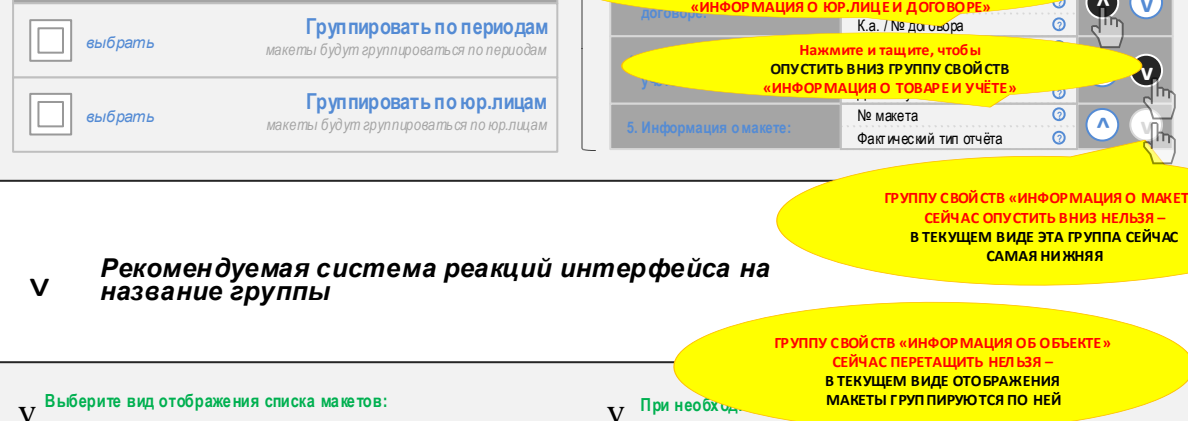 «ИНФОРМАЦИЯ О ЮР.ЛИЦЕ И ДОГОВОРЕ»
договоре:
К.а. / № договора
Группировать по периодам
выбрать
макеты будут группироваться по периодам
Нажмите и тащите, чтобы
ОПУСТИТЬ ВНИЗ ГРУППУ СВОЙСТВ
«ИНФОРМАЦИЯ О ТОВАРЕ И УЧЁТЕ»
Группировать по юр.лицам
выбрать
макеты будут группироваться по юр.лицам
5. Информация о макете:
№ макета
Фактический тип отчёта
ГРУППУ СВОЙСТВ «ИНФОРМАЦИЯ О МАКЕТ
СЕЙЧАС ОПУСТИТЬ ВНИЗ НЕЛЬЗЯ –
В ТЕКУЩЕМ ВИДЕ ЭТА ГРУППА СЕЙЧАС
САМАЯ НИЖНЯЯ
v
Рекомендуемая система реакций интерфейса на
название группы
ГРУППУ СВОЙСТВ «ИНФОРМАЦИЯ ОБ ОБЪЕКТЕ»
СЕЙЧАС ПЕРЕТАЩИТЬ НЕЛЬЗЯ –
В ТЕКУЩЕМ ВИДЕ ОТОБРАЖЕНИЯ
МАКЕТЫ ГРУППИРУЮТСЯ ПО НЕЙ
v Выберите вид отображения списка макетов:
v При необход